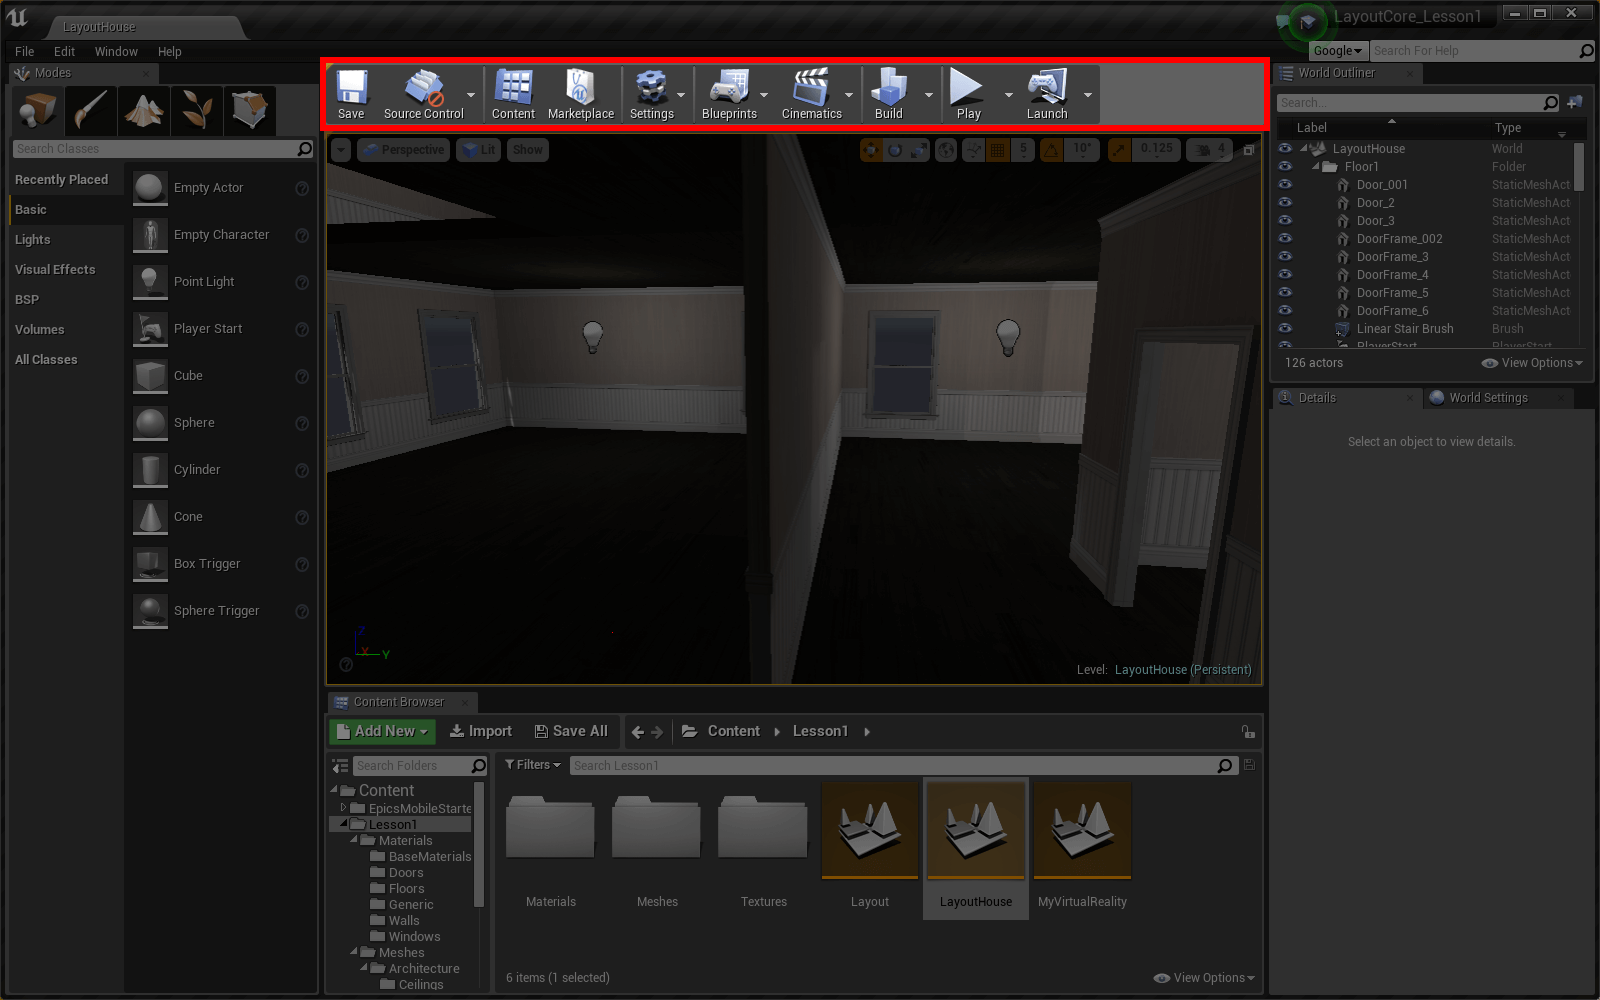 LayoutHouse
LayoutCore_Lesson1
File Edit Window Help
Google
Search For Help
Modes
Search Classes
Recently Placed
Basic
Lights
Visual Effects
BSP
Volumes
All Classes
Empty Actor
Empty Character
Point Light
Player Start
Cube
Sphere
Cylinder
Cone
Box Trigger
Sphere Trigger
Save Source Control Content Marketplace Settings Blueprints Cinematics Build Play Launch
Perspective Lit Show
5 10° 0.125 4
Z
X Y
Level: LayoutHouse (Persistent)
World Outliner
Search...
Label Type
LayoutHouse World
Floor1 Folder
Door_001 StaticMeshAct
Door_2 StaticMeshAct
Door_3 StaticMeshAct
DoorFrame_002 StaticMeshAct
DoorFrame_3 StaticMeshAct
DoorFrame_4 StaticMeshAct
DoorFrame_5 StaticMeshAct
DoorFrame_6 StaticMeshAct
Linear Stair Brush Brush
PlayerStart PlayerStart
126 actors View Options
Details World Settings
Select an object to view details.
Content Browser
Add New Import Save All Content Lesson1
Search Folders
Filters Search Lesson1
Content
EpicsMobileStarte
Lesson1
Materials
BaseMaterials
Doors
Floors
Generic
Walls
Windows
Meshes
Architecture
Ceilings
Materials Meshes Textures Layout LayoutHouse MyVirtualReality
6 items (1 selected) View Options